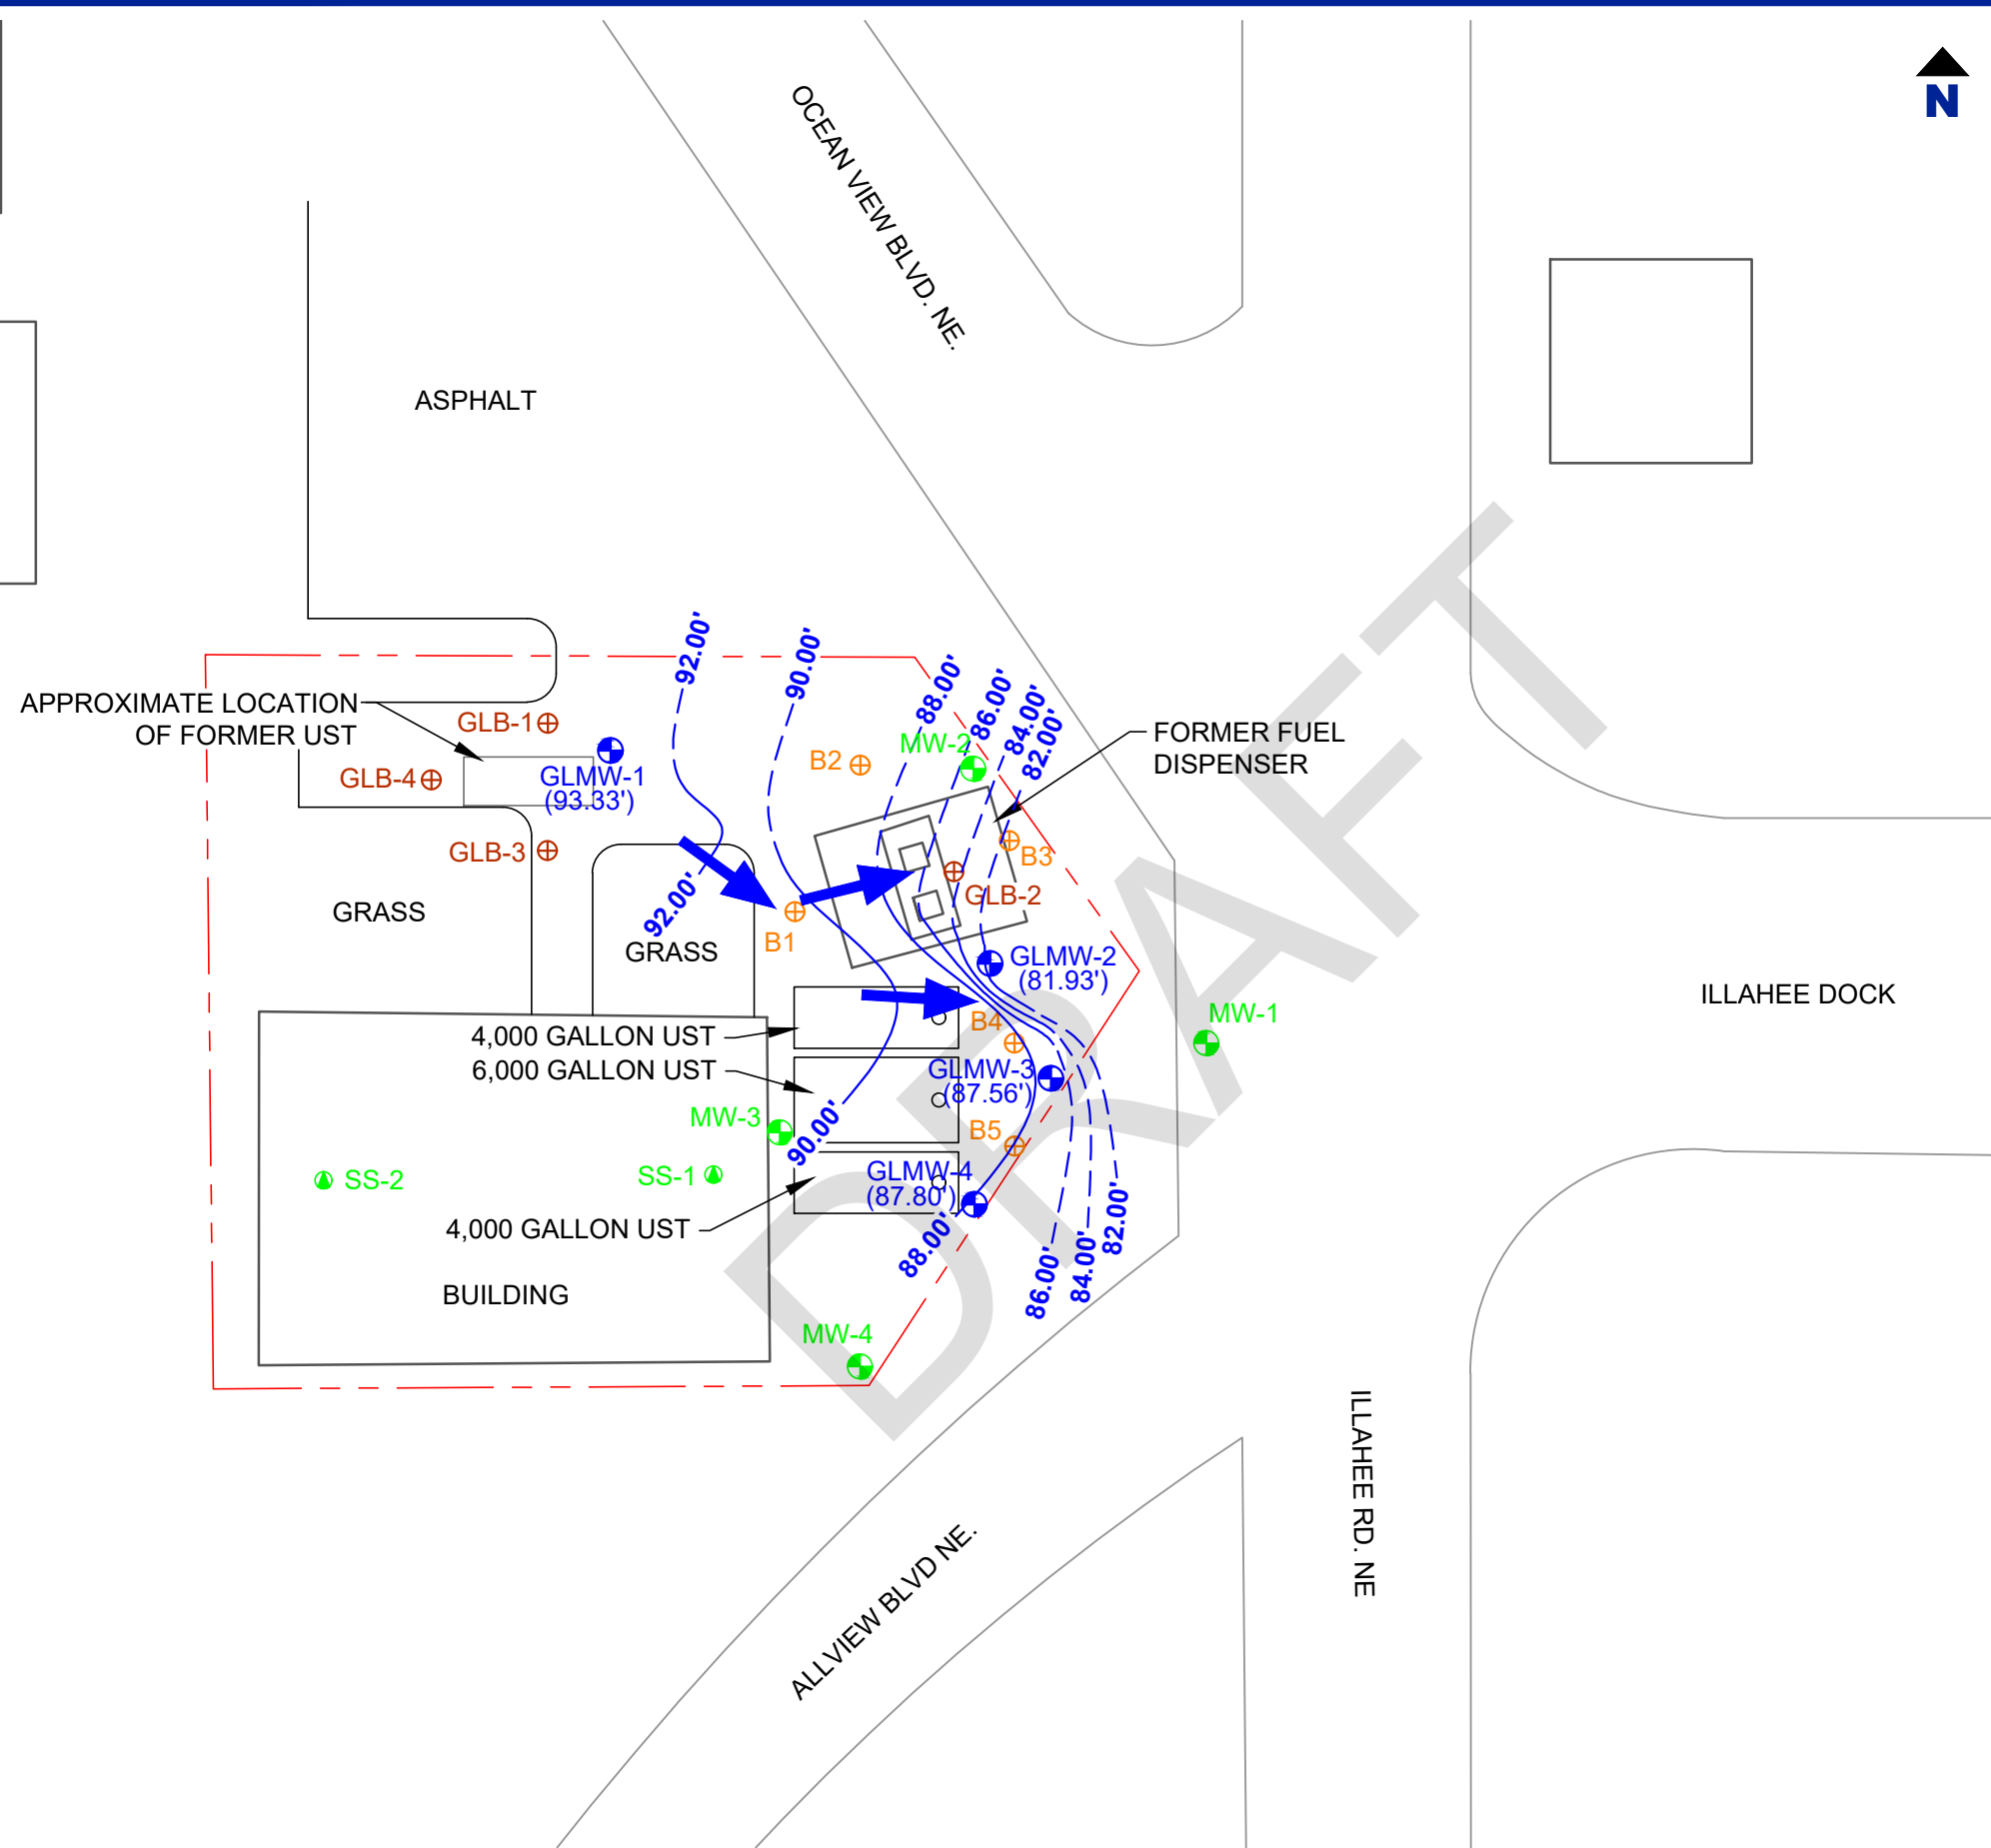 N
OCEAN VIEW BLVD. NE.
ASPHALT
92.00'
90.00'
88.00'
86.00'
84.00'
82.00'
APPROXIMATE LOCATION
OF FORMER UST
GLB-1
GLB-4
GLMW-1
(93.33')
GLB-3
B2
MW-2
FORMER FUEL
DISPENSER
B3
GLB-2
92.00'
GRASS
GRASS
B1
GLMW-2
(81.93')
ILLAHEE DOCK
MW-1
4,000 GALLON UST
6,000 GALLON UST
B4
GLMW-3
(87.56')
MW-3
90.00'
B5
SS-2
SS-1
GLMW-4
(87.80')
4,000 GALLON UST
88.00'
86.00'
84.00'
82.00'
BUILDING
MW-4
ALLVIEW BLVD NE.
ILLAHEE RD. NE
DRAFT